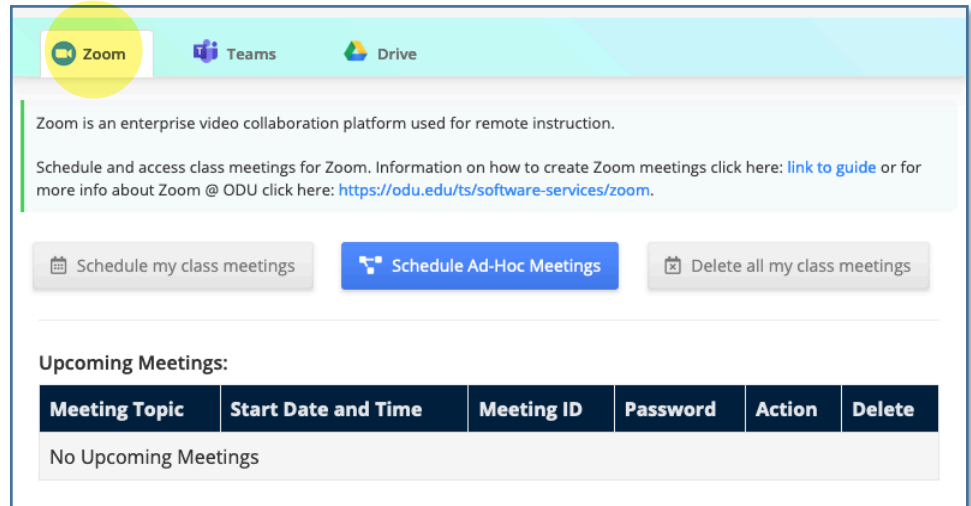 Zoom
Teams
Drive
Zoom is an enterprise video collaboration platform used for remote instruction.
Schedule and access class meetings for Zoom. Information on how to create Zoom meetings click here: link to guide or for
more info about Zoom @ ODU click here: https://odu.edu/ts/software-services/zoom.
Schedule my class meetings
Schedule Ad-Hoc Meetings
Delete all my class meetings
Upcoming Meetings:
Meeting Topic Start Date and Time Meeting ID Password Action Delete
No Upcoming Meetings